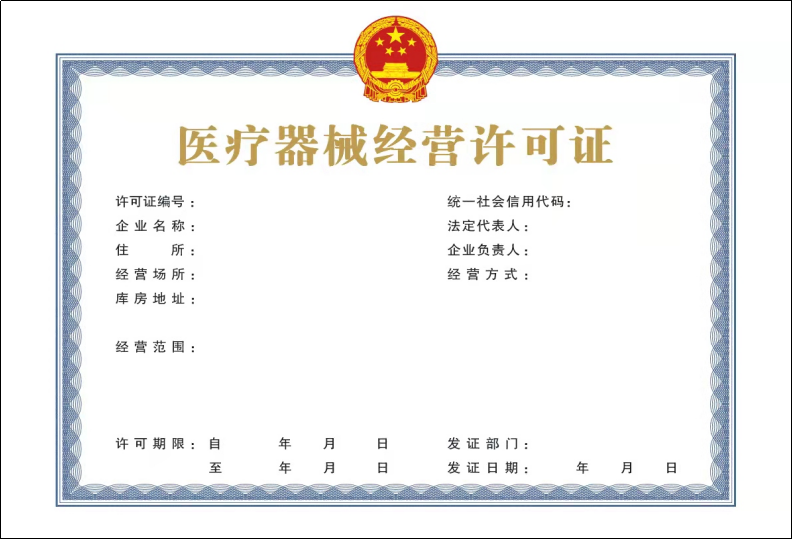 医疗器械经营许可证
许可证编号： 统一社会信用代码：
企业名称： 法定代表人：
住 所： 企业负责人：
经营场所： 经营方式：
库房地址：
经营范围：
许可期限：自 年 月 日 发证部门：
至 年 月 日 发证日期： 年 月 日